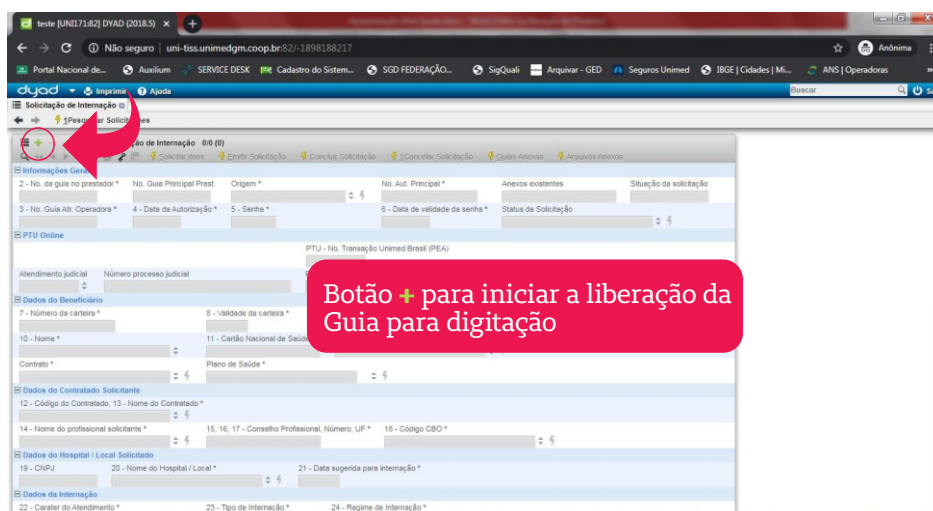 teste [UNI171:82] DYAD (2018.5)
Não seguro uni-tiss.unimedgm.coop.br:82/-1898188217 Anônima
Portal Nacional de... Auxilium SERVICE DESK Cadastro do Sistem... SGD FEDERAÇÃO... SigQuali Arquivar - GED Seguros Unimed IBGE | Cidades | Mi... ANS | Operadoras »
dyad Imprimir Ajuda Buscar
Solicitação de Internação
ão de Internação 0/0 (0)
Solicitar itens Emitir Solicitação Concluir Solicitação 1Cancelar Solicitação Guias Anexas Arquivos Anexos
Informações Gera
2 - No. da guia no prestador * No. Guia Principal Prest. Origem * No. Aut. Principal * Anexos existentes Situação da solicitação
3 - No. Guia Atr. Operadora * 4 - Data da Autorização * 5 - Senha * 6 - Data de validade da senha * Status da Solicitação
PTU Online
PTU - No. Transação Unimed Brasil (PEA)
Atendimento judicial Número processo judicial
Botão + para iniciar a liberação da
Guia para digitação
Dados do Beneficiário
7 - Número da carteira * 8 - Validade da carteira *
10 - Nome * 11 - Cartão Nacional de Saúde
Contrato * Plano de Saúde *
Dados do Contratado Solicitante
12 - Código do Contratado, 13 - Nome do Contratado *
14 - Nome do profissional solicitante * 15, 16, 17 - Conselho Profissional, Número, UF * 18 - Código CBO *
Dados do Hospital / Local Solicitado
19 - CNPJ 20 - Nome do Hospital / Local * 21 - Data sugerida para internação *
Dados da Internação
22 - Carater do Atendimento * 23 - Tipo de Internação * 24 - Regime de Internação *